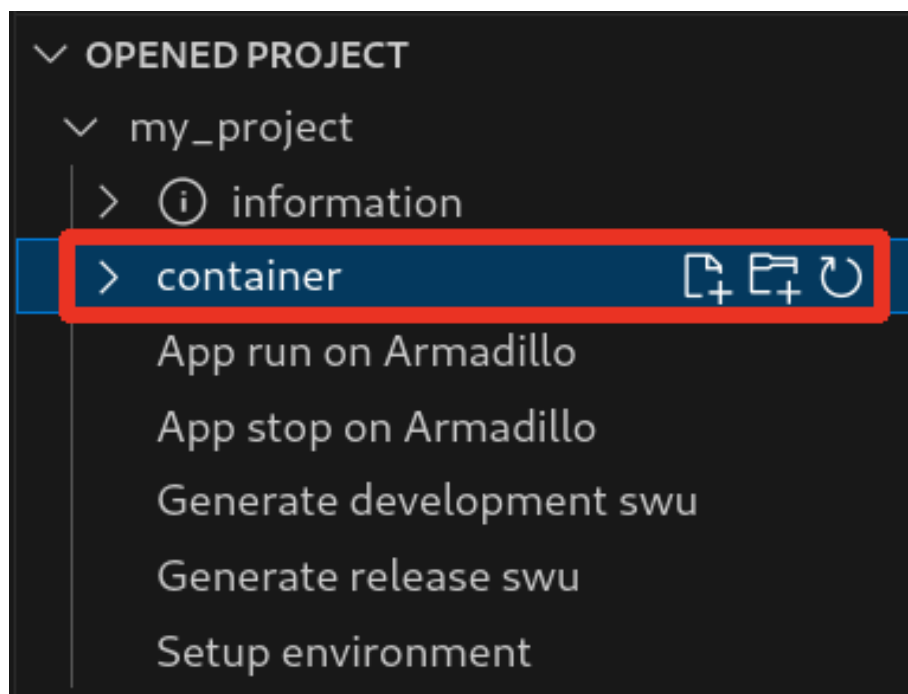 OPENED PROJECT
my_project
information
container
App run on Armadillo
App stop on Armadillo
Generate development swu
Generate release swu
Setup environment